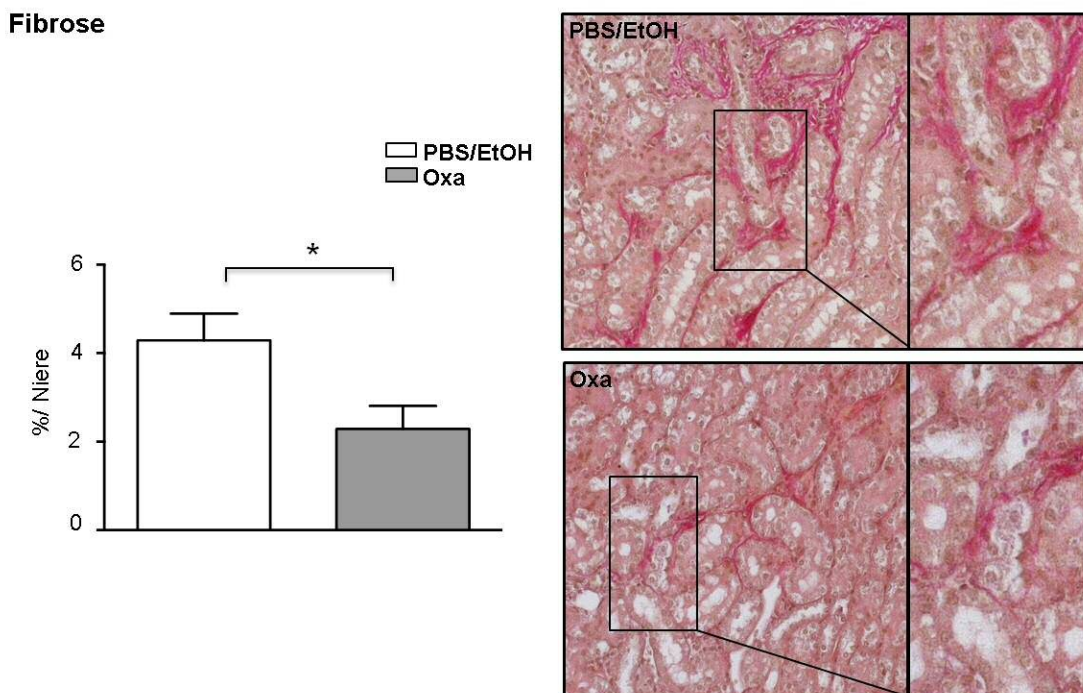 Fibrose
PBS/EtOH
Oxa
*
6
4
2
0
%/ Niere
PBS/EtOH
Oxa